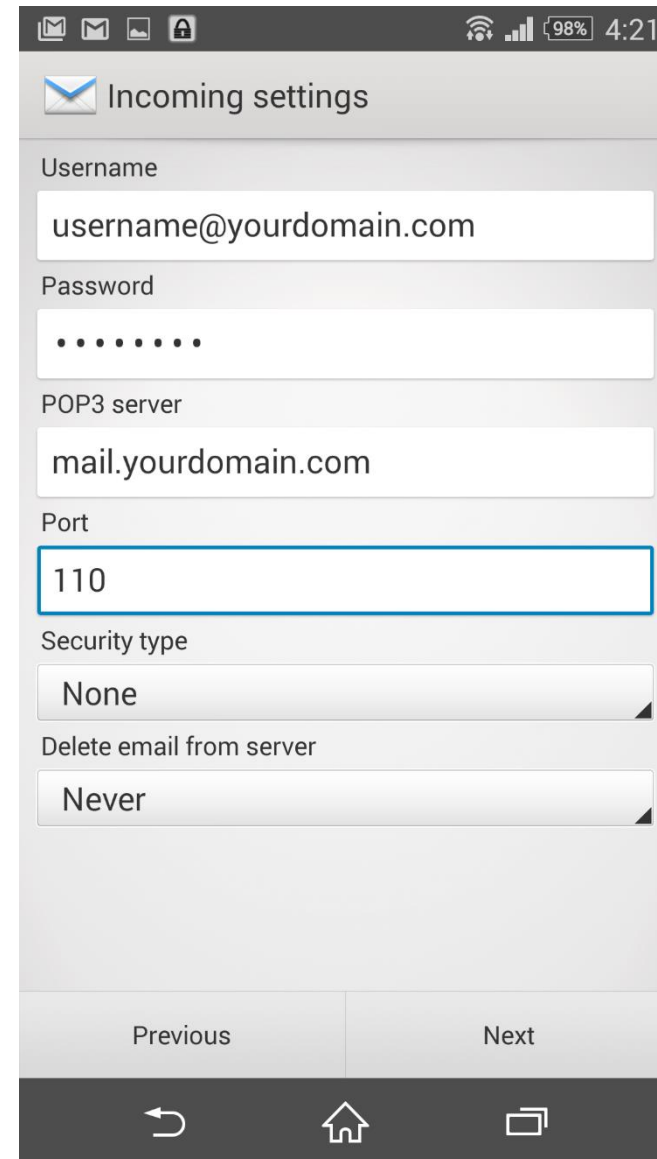 98% 4:21
Incoming settings
Username
username@yourdomain.com
Password
••••••••
POP3 server
mail.yourdomain.com
Port
110
Security type
None
Delete email from server
Never
Previous Next